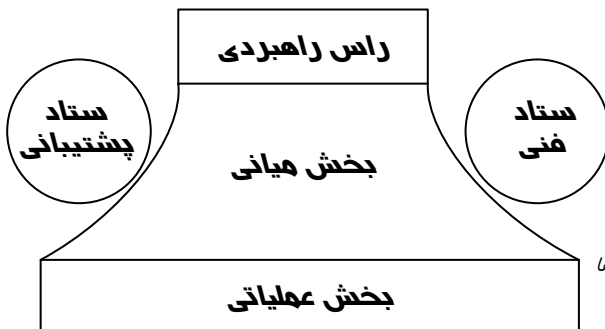 راس راهبردی
ستاد
فنی
ستاد
پشتیبانی
بخش میانی
بخش عملیاتی